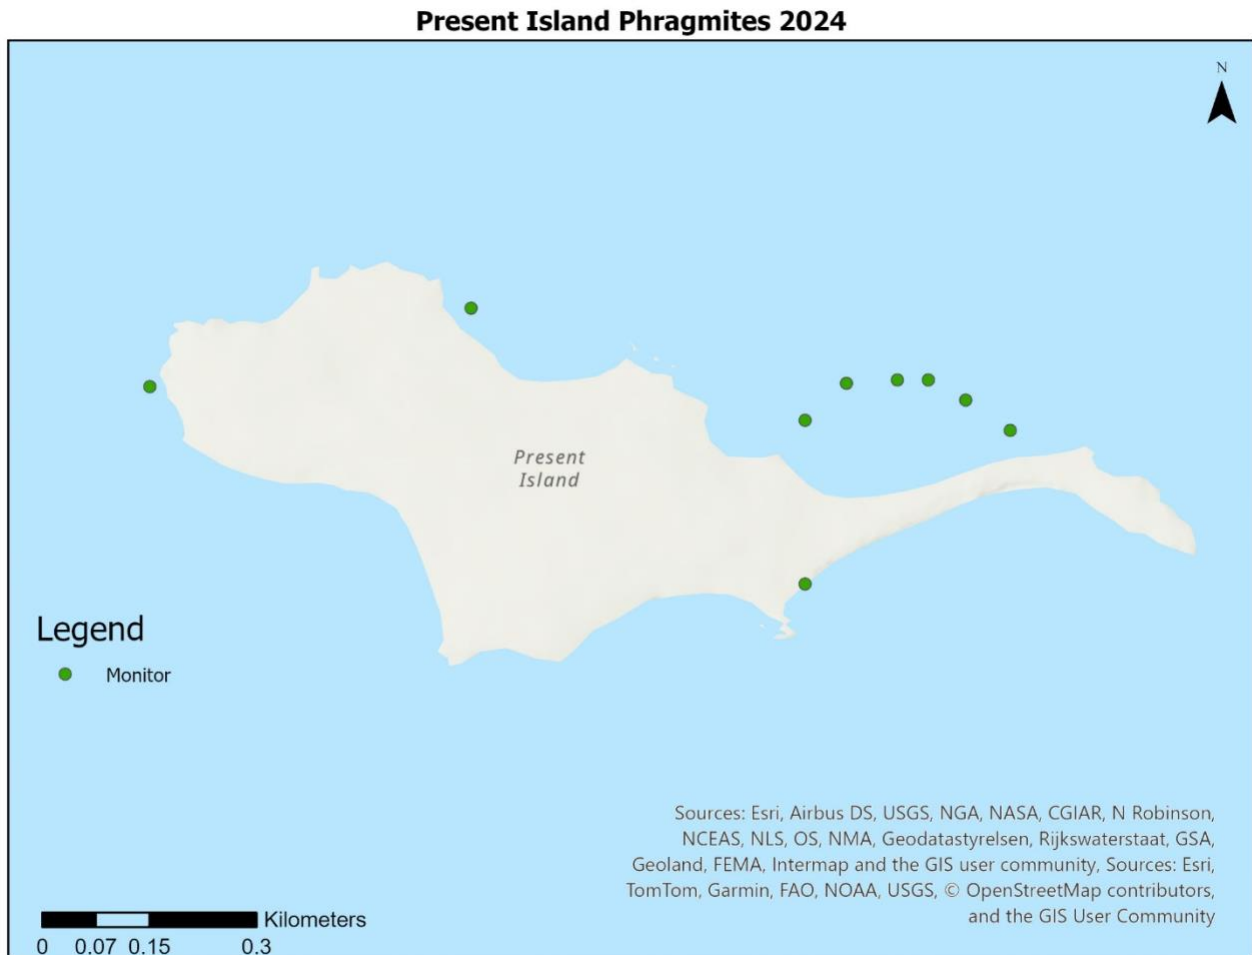 Present Island Phragmites 2024
N
Present
Island
Legend
Monitor
Sources: Esri, Airbus DS, USGS, NGA, NASA, CGIAR, N Robinson,
NCEAS, NLS, OS, NMA, Geodatastyrelsen, Rijkswaterstaat, GSA,
Geoland, FEMA, Intermap and the GIS user community, Sources: Esri,
TomTom, Garmin, FAO, NOAA, USGS, © OpenStreetMap contributors,
and the GIS User Community
Kilometers
0 0.07 0.15 0.3